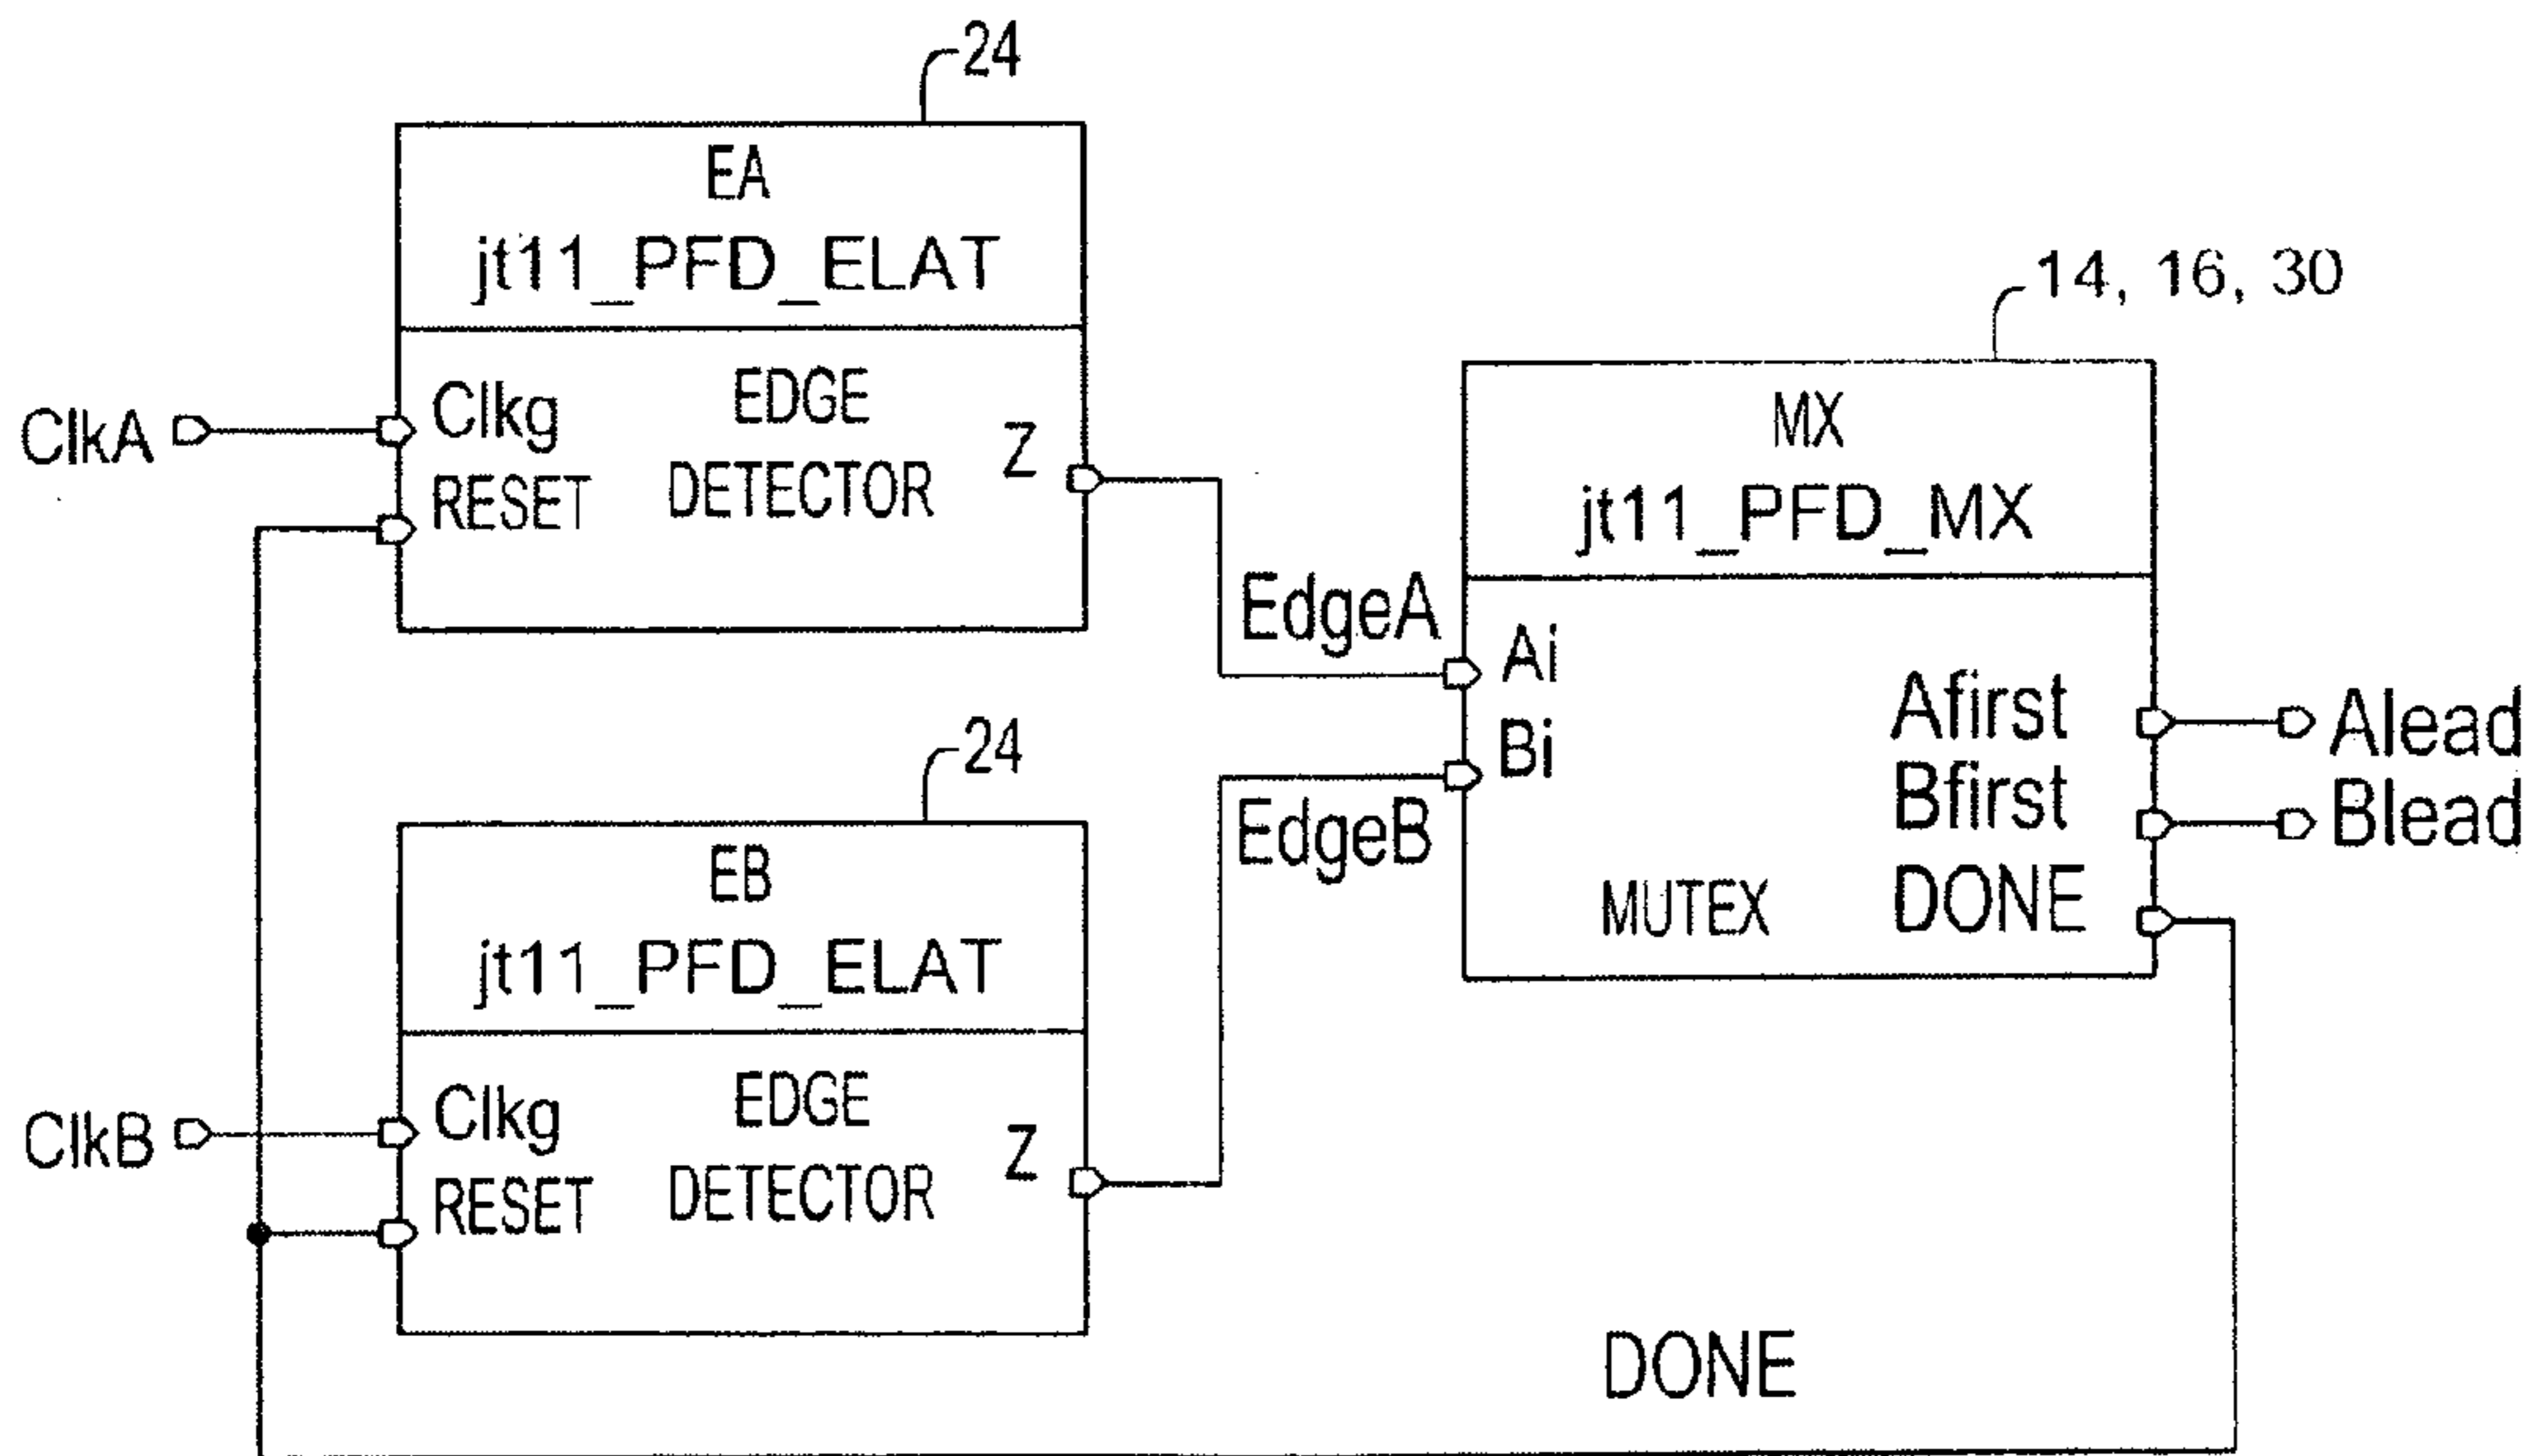 24
EA
jt11_PFD_ELAT
ClkA
Clkg
RESET
EDGE
DETECTOR
Z
EdgeA
24
EB
jt11_PFD_ELAT
ClkB
Clkg
RESET
EDGE
DETECTOR
Z
EdgeB
14, 16, 30
MX
jt11_PFD_MX
Ai
Bi
MUTEX
Afirst
Bfirst
DONE
Alead
Blead
DONE